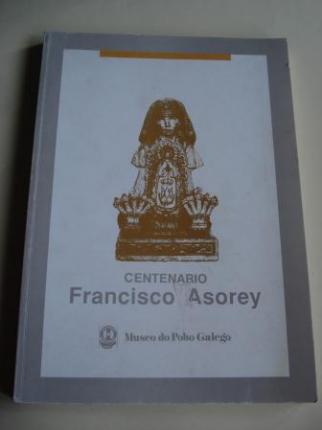 CENTENARIO
Francisco Asorey
Museo do Pobo Galego